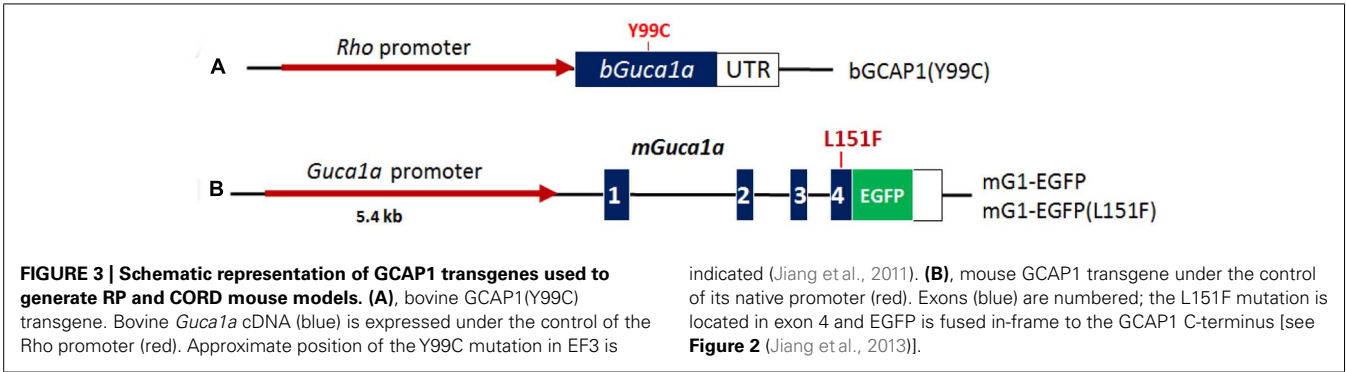 Y99C
Rho promoter
A
bGuca1a
UTR
bGCAP1(Y99C)
L151F
mGuca1a
Guca1a promoter
B
1
2
3
4
EGFP
mG1-EGFP
mG1-EGFP(L151F)
5.4 kb
FIGURE 3 | Schematic representation of GCAP1 transgenes used to
generate RP and CORD mouse models. (A), bovine GCAP1(Y99C)
transgene. Bovine Guca1a cDNA (blue) is expressed under the control of the
Rho promoter (red). Approximate position of the Y99C mutation in EF3 is
indicated (Jiang et al., 2011). (B), mouse GCAP1 transgene under the control
of its native promoter (red). Exons (blue) are numbered; the L151F mutation is
located in exon 4 and EGFP is fused in-frame to the GCAP1 C-terminus [see
Figure 2 (Jiang et al., 2013)].